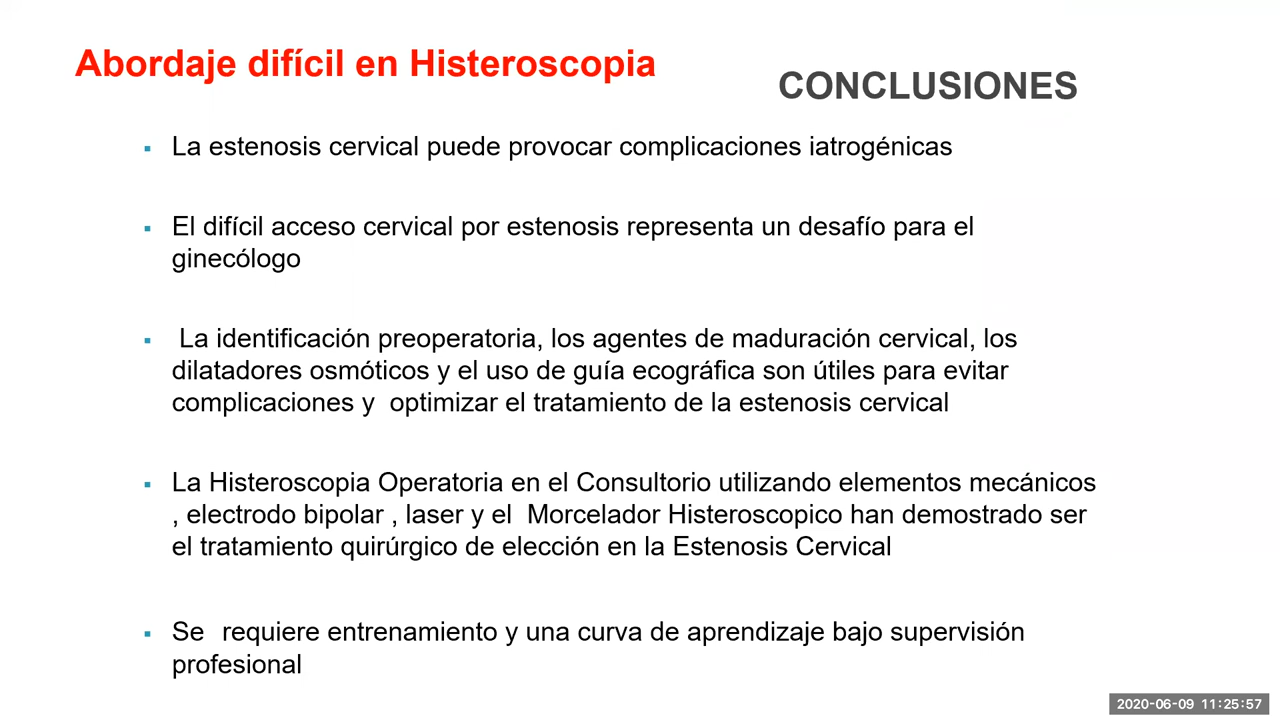 Abordaje difícil en Histeroscopia
CONCLUSIONES
▪ La estenosis cervical puede provocar complicaciones iatrogénicas
▪ El difícil acceso cervical por estenosis representa un desafío para el
ginecólogo
▪ La identificación preoperatoria, los agentes de maduración cervical, los
dilatadores osmóticos y el uso de guía ecográfica son útiles para evitar
complicaciones y optimizar el tratamiento de la estenosis cervical
▪ La Histeroscopia Operatoria en el Consultorio utilizando elementos mecánicos
, electrodo bipolar , laser y el Morcelador Histeroscopico han demostrado ser
el tratamiento quirúrgico de elección en la Estenosis Cervical
▪ Se requiere entrenamiento y una curva de aprendizaje bajo supervisión
profesional
2020-06-09 11:25:57